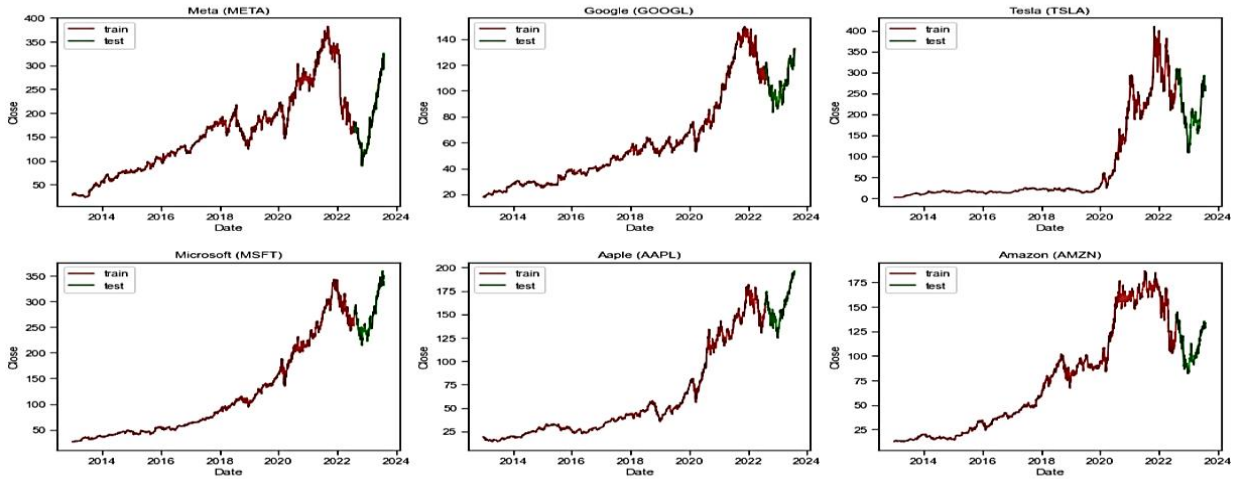 Meta (META)
400
350
300
250
200
150
100
50
Close
train
test
2014 2016 2018 2020 2022 2024
Date
Google (GOOGL)
160
140
120
100
80
60
40
20
Close
train
test
2014 2016 2018 2020 2022 2024
Date
Tesla (TSLA)
400
350
300
250
200
150
100
50
0
Close
train
test
2014 2016 2018 2020 2022 2024
Date
Microsoft (MSFT)
350
300
250
200
150
100
50
Close
train
test
2014 2016 2018 2020 2022 2024
Date
Aaple (AAPL)
200
175
150
125
100
75
50
25
Close
train
test
2014 2016 2018 2020 2022 2024
Date
Amazon (AMZN)
175
150
125
100
75
50
25
Close
train
test
2014 2016 2018 2020 2022 2024
Date